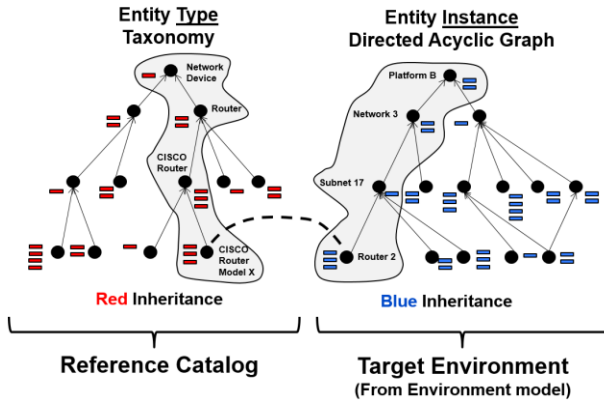 Entity Type
Taxonomy
Entity Instance
Directed Acyclic Graph
Network
Device
Router
CISCO
Router
CISCO
Router
Model X
Platform B
Network 3
Subnet 17
Router 2
Red Inheritance
Blue Inheritance
Reference Catalog
Target Environment
(From Environment model)